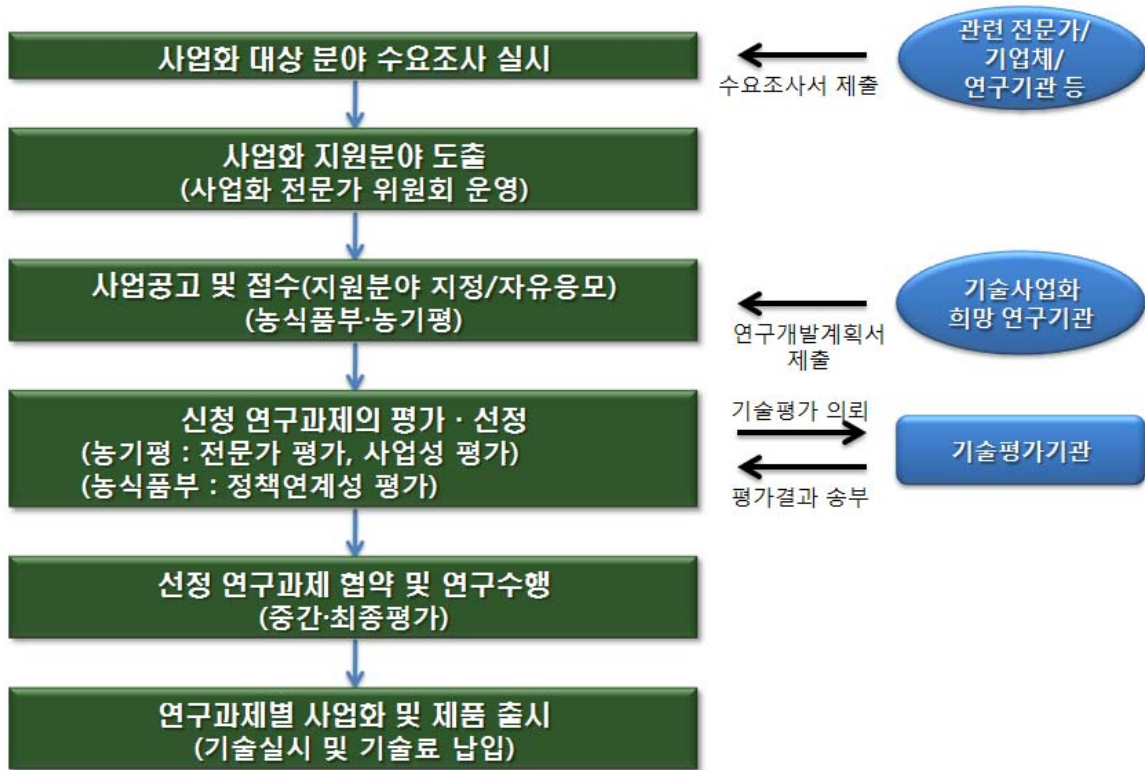 사업화 대상 분야 수요조사 실시
수요조사서 제출
관련 전문가/
기업체/
연구기관 등
사업화 지원분야 도출
(사업화 전문가 위원회 운영)
사업공고 및 접수(지원분야 지정/자유응모)
(농식품부·농기평)
연구개발계획서
제출
기술사업화
희망 연구기관
신청 연구과제의 평가 · 선정
(농기평 : 전문가 평가, 사업성 평가)
(농식품부 : 정책연계성 평가)
기술평가 의뢰
평가결과 송부
기술평가기관
선정 연구과제 협약 및 연구수행
(중간·최종평가)
연구과제별 사업화 및 제품 출시
(기술실시 및 기술료 납입)